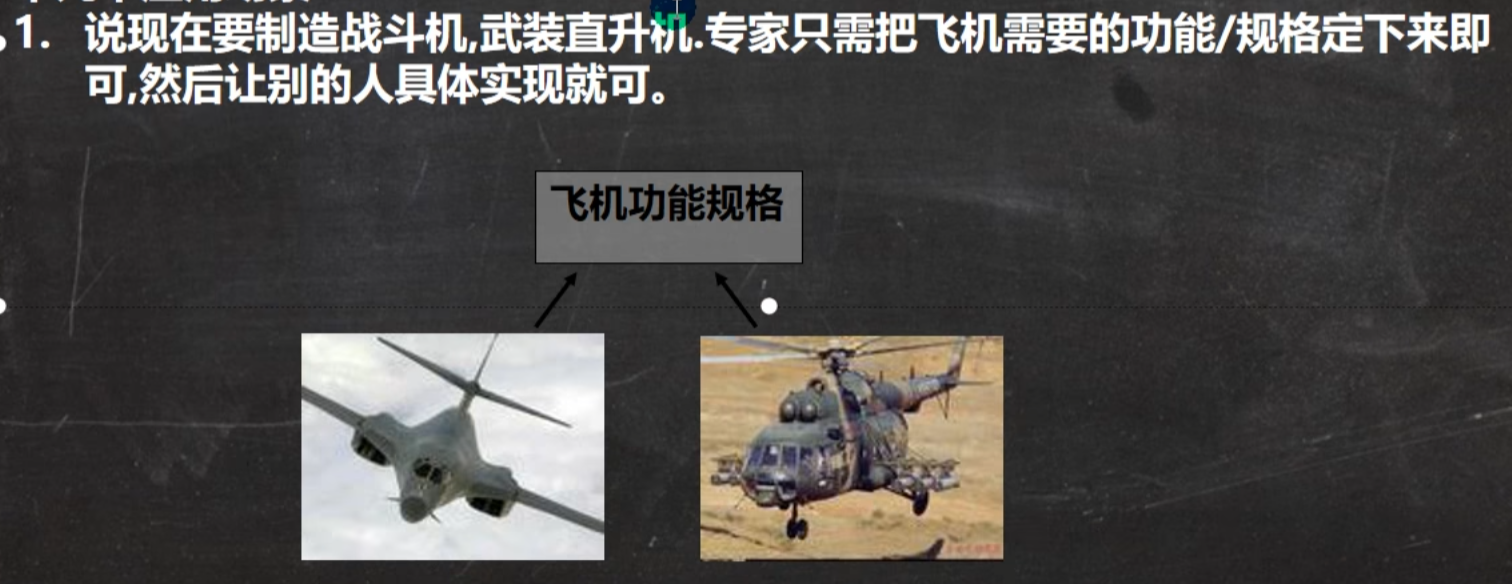 1. 说现在要制造战斗机,武装直升机.专家只需把飞机需要的功能/规格定下来即
可,然后让别的人具体实现就可。
飞机功能规格